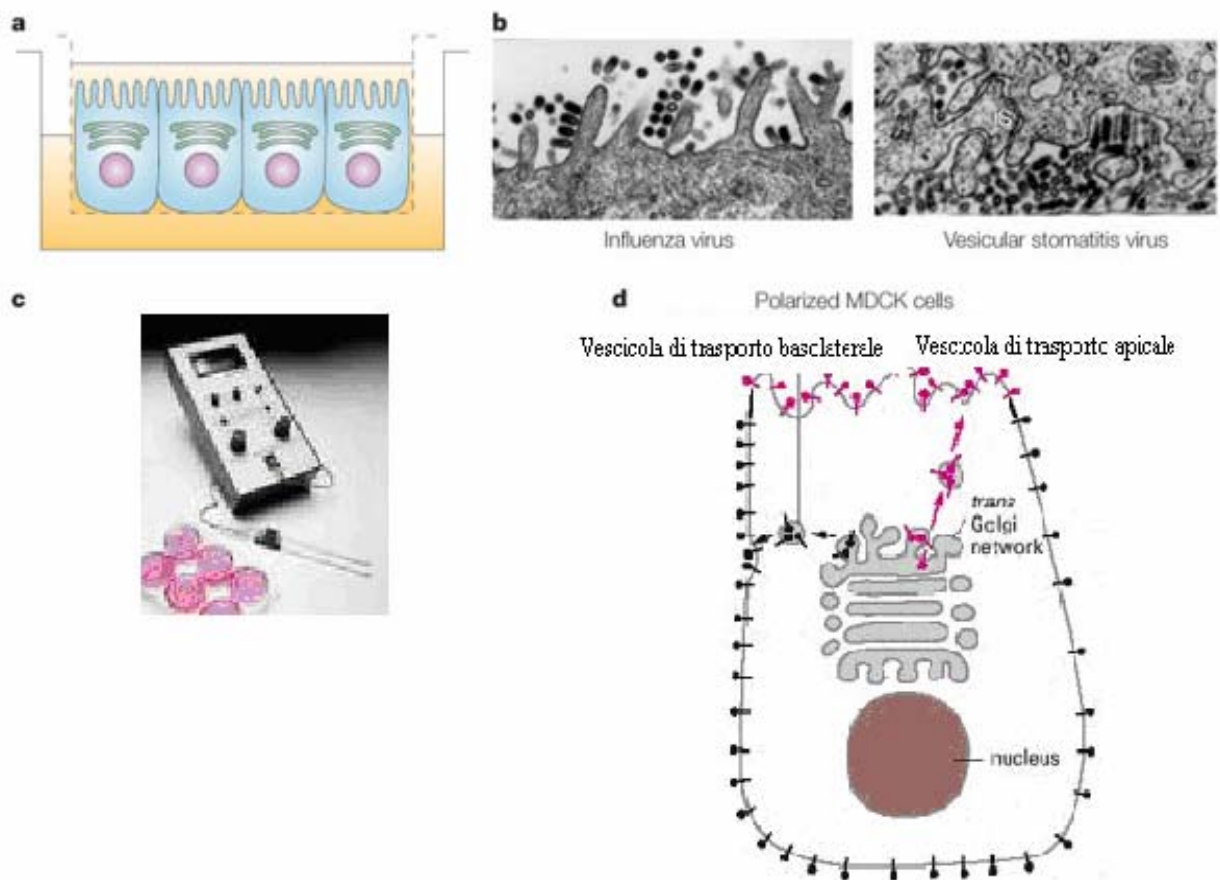 a
b
Influenza virus
Vesicular stomatitis virus
c
d
Polarized MDCK cells
Vescicola di trasporto basolaterale
Vescicola di trasporto apicale
trans
Golgi
network
nucleus